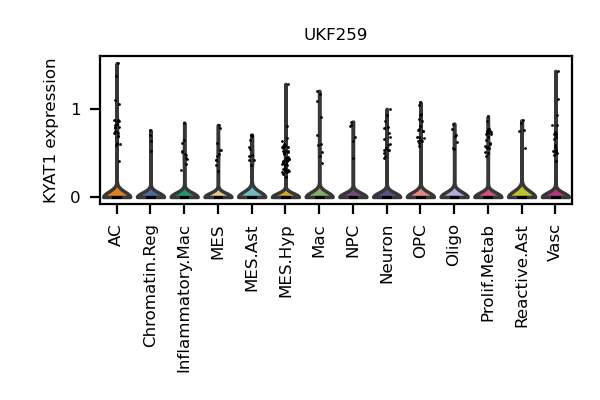 UKF259
KYAT1 expression
1
0
AC
Chromatin.Reg
Inflammatory.Mac
MES
MES.Ast
MES.Hyp
Mac
NPC
Neuron
OPC
Oligo
Prolif.Metab
Reactive.Ast
Vasc